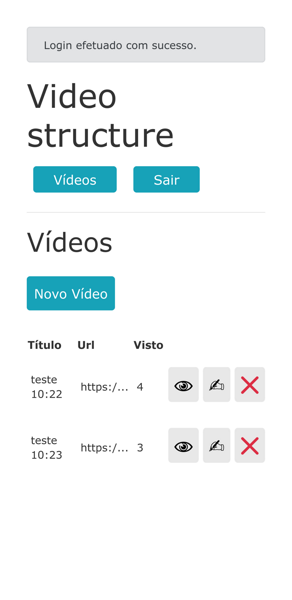 Login efetuado com sucesso.
Video
structure
Vídeos Sair
Vídeos
Novo Vídeo
Título Url Visto
teste
10:22 https:/... 4
teste
10:23 https:/... 3